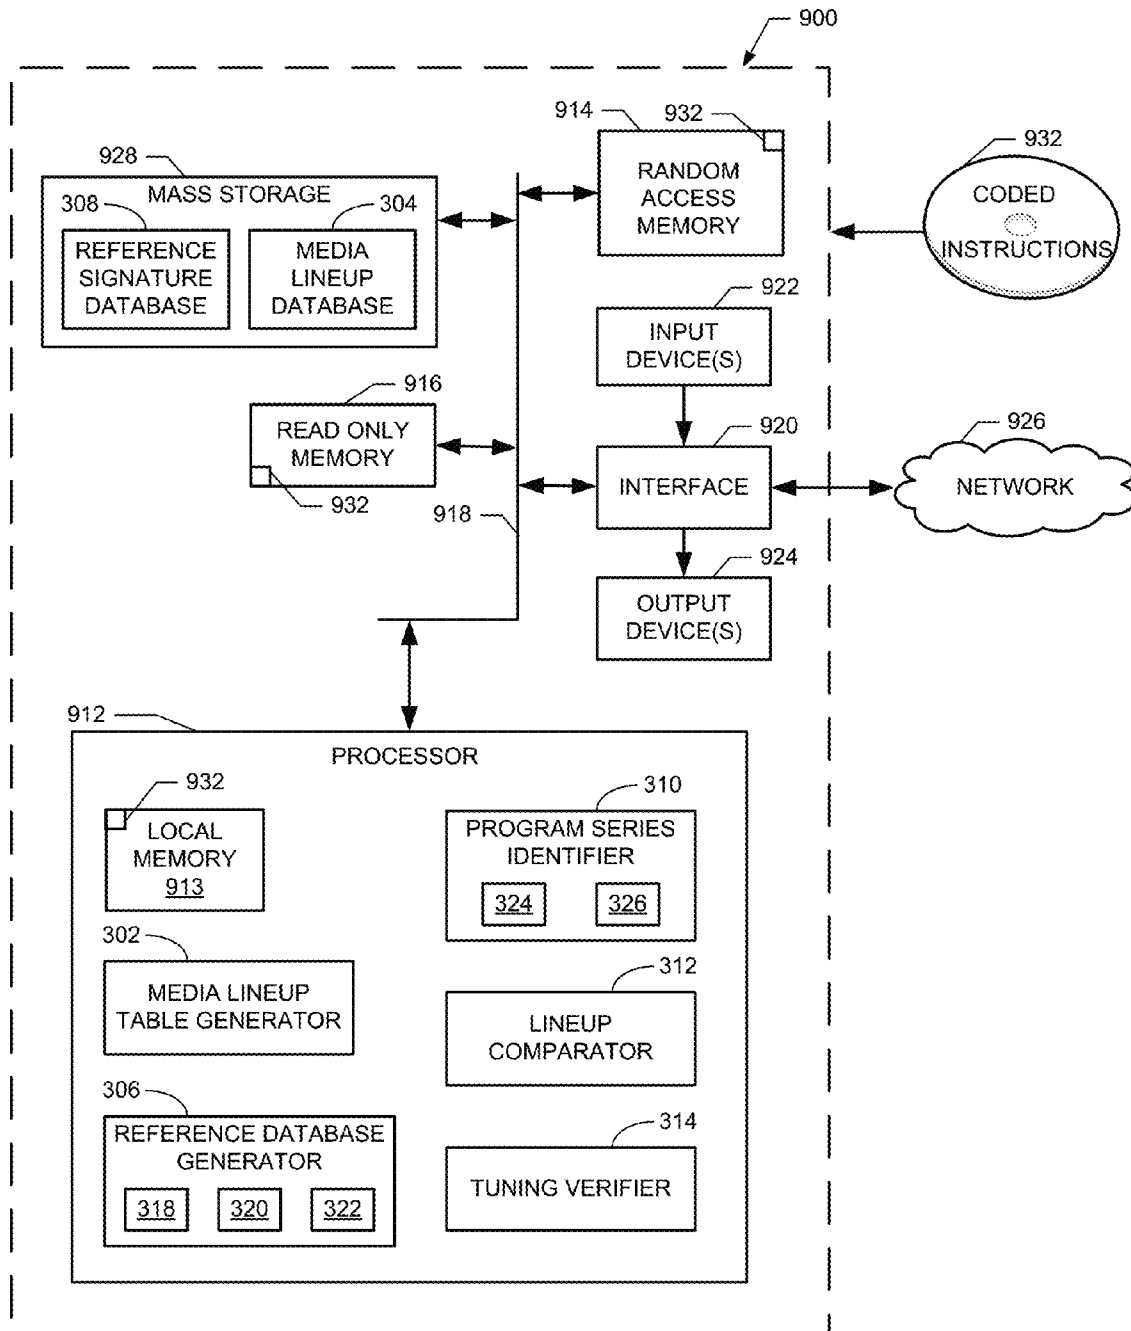 900
928
MASS STORAGE
308
REFERENCE
SIGNATURE
DATABASE
304
MEDIA
LINEUP
DATABASE
914
932
RANDOM
ACCESS
MEMORY
932
CODED
INSTRUCTIONS
922
INPUT
DEVICE(S)
916
READ ONLY
MEMORY
932
918
920
INTERFACE
926
NETWORK
924
OUTPUT
DEVICE(S)
912
PROCESSOR
932
LOCAL
MEMORY
913
310
PROGRAM SERIES
IDENTIFIER
324
326
302
MEDIA LINEUP
TABLE GENERATOR
312
LINEUP
COMPARATOR
306
REFERENCE DATABASE
GENERATOR
318
320
322
314
TUNING VERIFIER